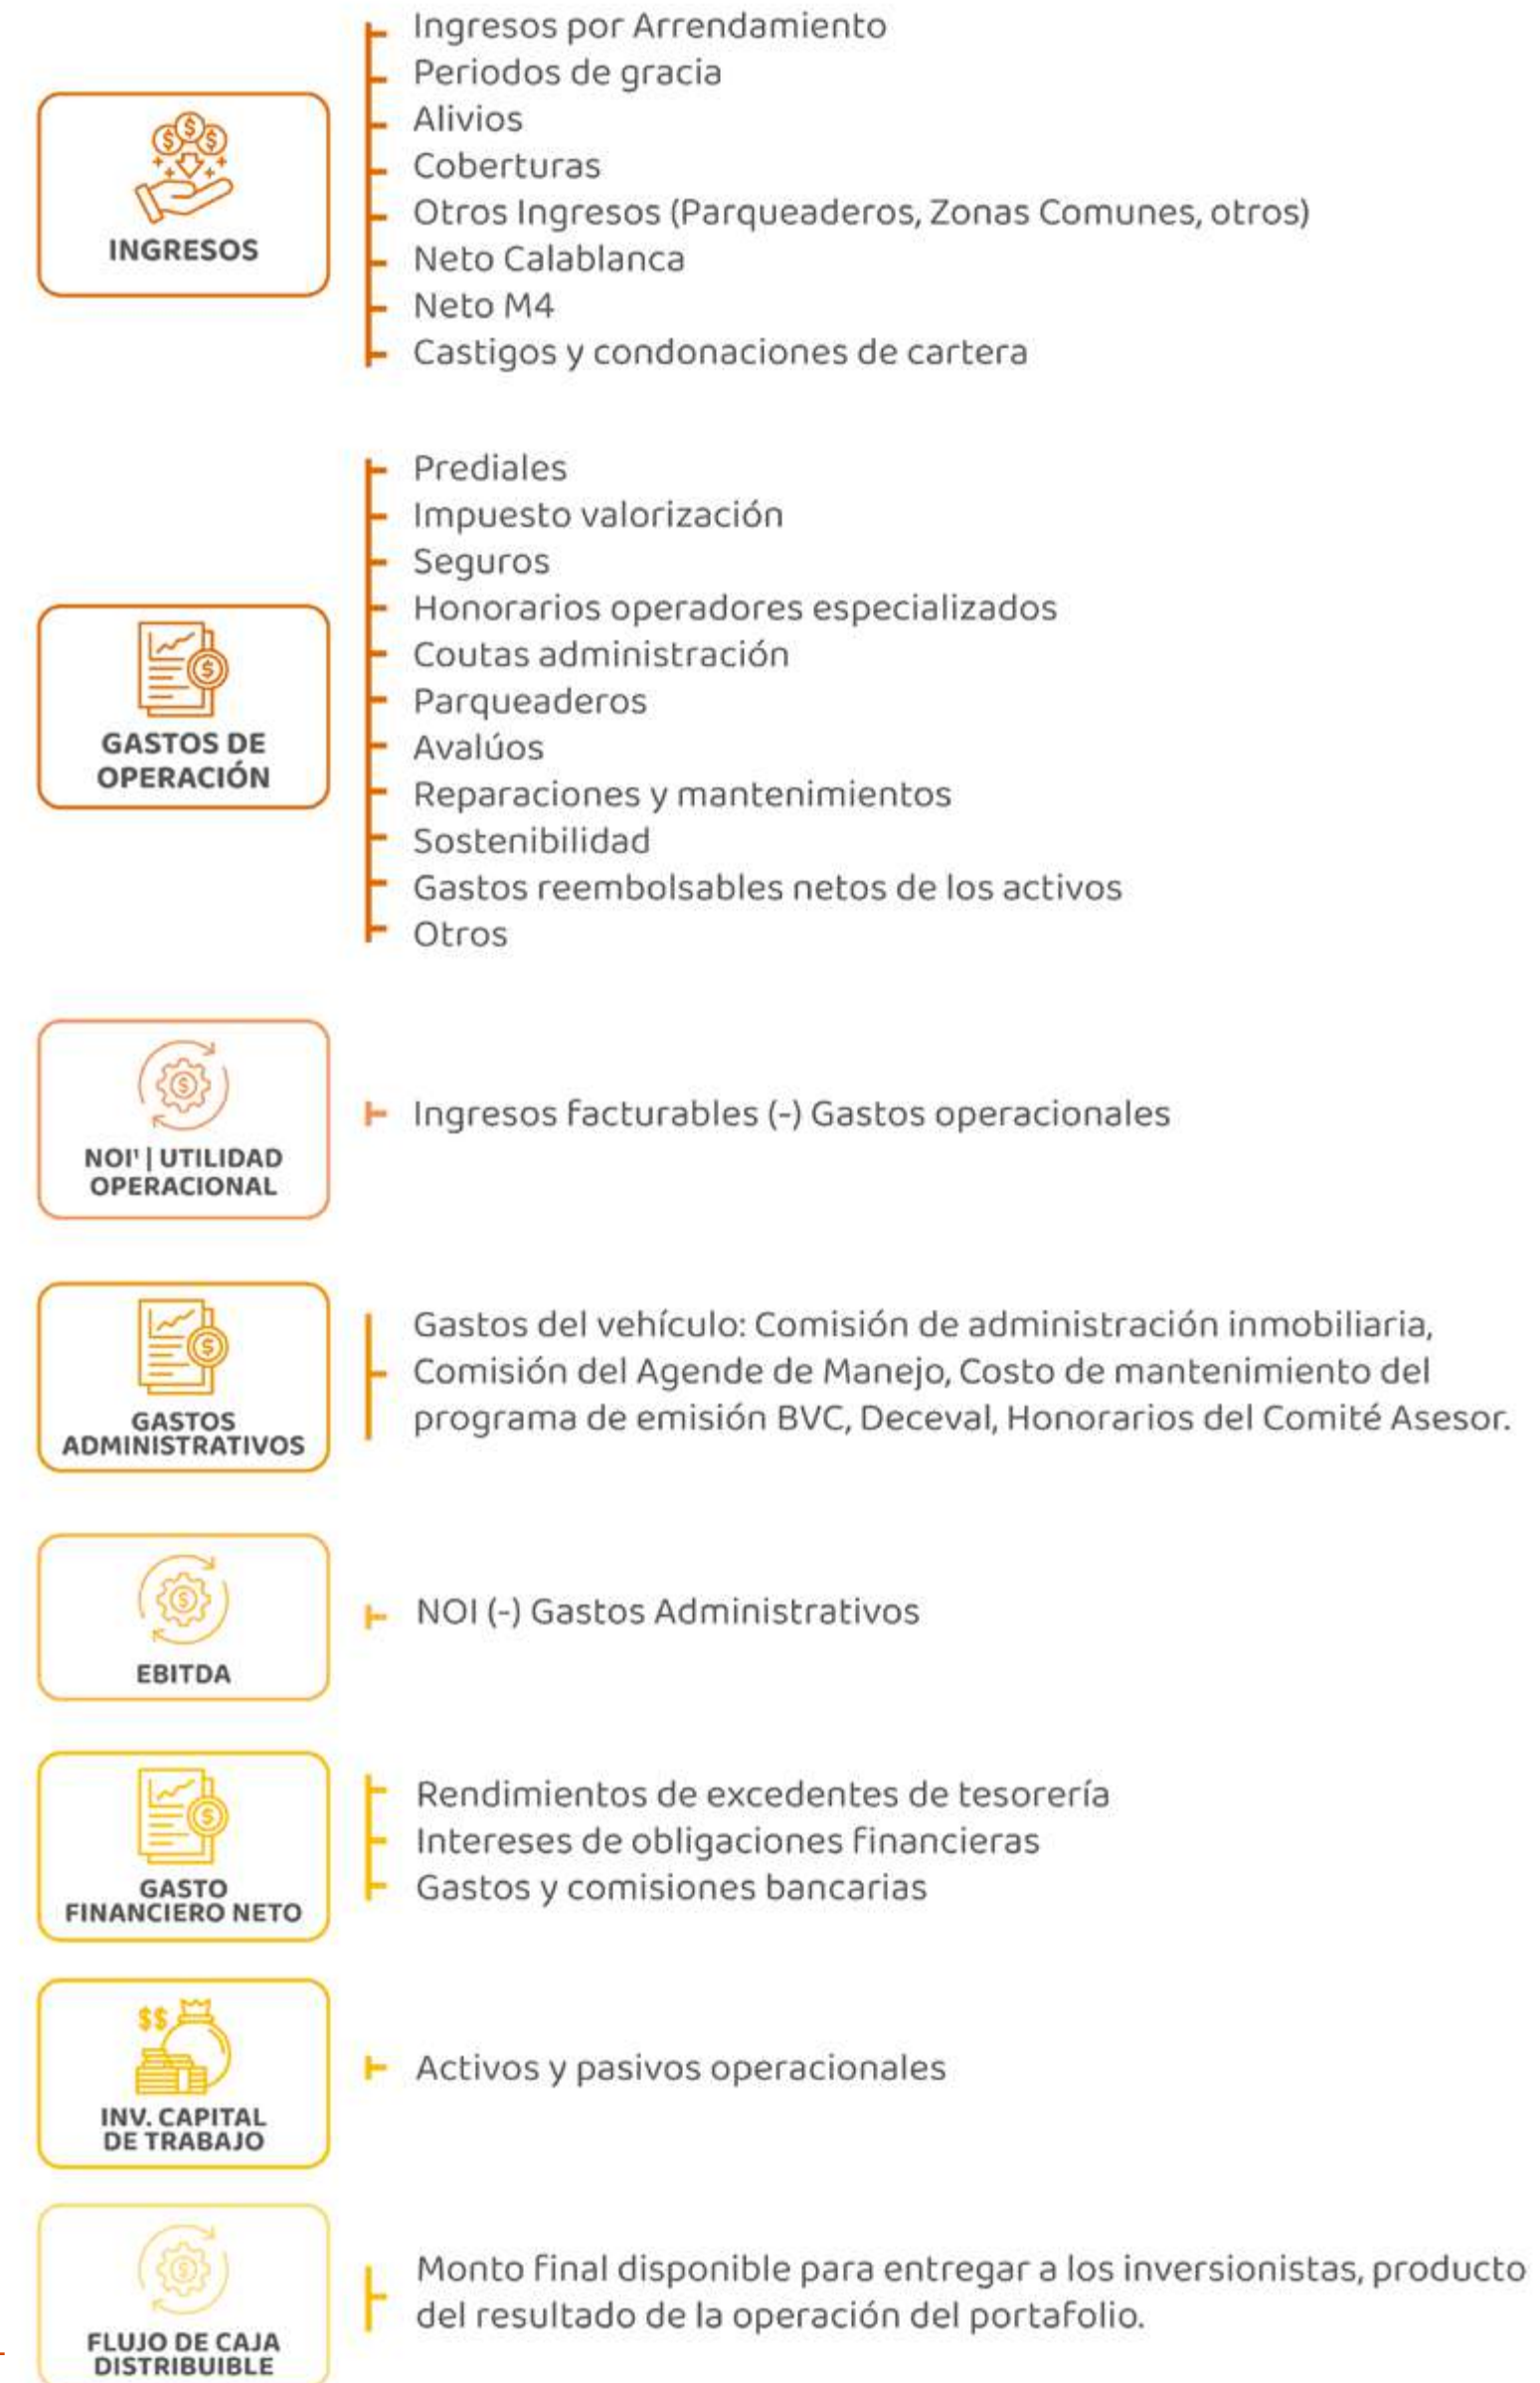 INGRESOS
Ingresos por Arrendamiento
Periodos de gracia
Alivios
Coberturas
Otros Ingresos (Parqueaderos, Zonas Comunes, otros)
Neto Calablanca
Neto M4
Castigos y condonaciones de cartera
GASTOS DE
OPERACIÓN
Prediales
Impuesto valorización
Seguros
Honorarios operadores especializados
Coutas administración
Parqueaderos
Avalúos
Reparaciones y mantenimientos
Sostenibilidad
Gastos reembolsables netos de los activos
Otros
NOI¹ | UTILIDAD
OPERACIONAL
Ingresos facturables (-) Gastos operacionales
GASTOS
ADMINISTRATIVOS
Gastos del vehículo: Comisión de administración inmobiliaria,
Comisión del Agende de Manejo, Costo de mantenimiento del
programa de emisión BVC, Deceval, Honorarios del Comité Asesor.
EBITDA
NOI (-) Gastos Administrativos
GASTO
FINANCIERO NETO
Rendimientos de excedentes de tesorería
Intereses de obligaciones financieras
Gastos y comisiones bancarias
INV. CAPITAL
DE TRABAJO
Activos y pasivos operacionales
FLUJO DE CAJA
DISTRIBUIBLE
Monto final disponible para entregar a los inversionistas, producto
del resultado de la operación del portafolio.